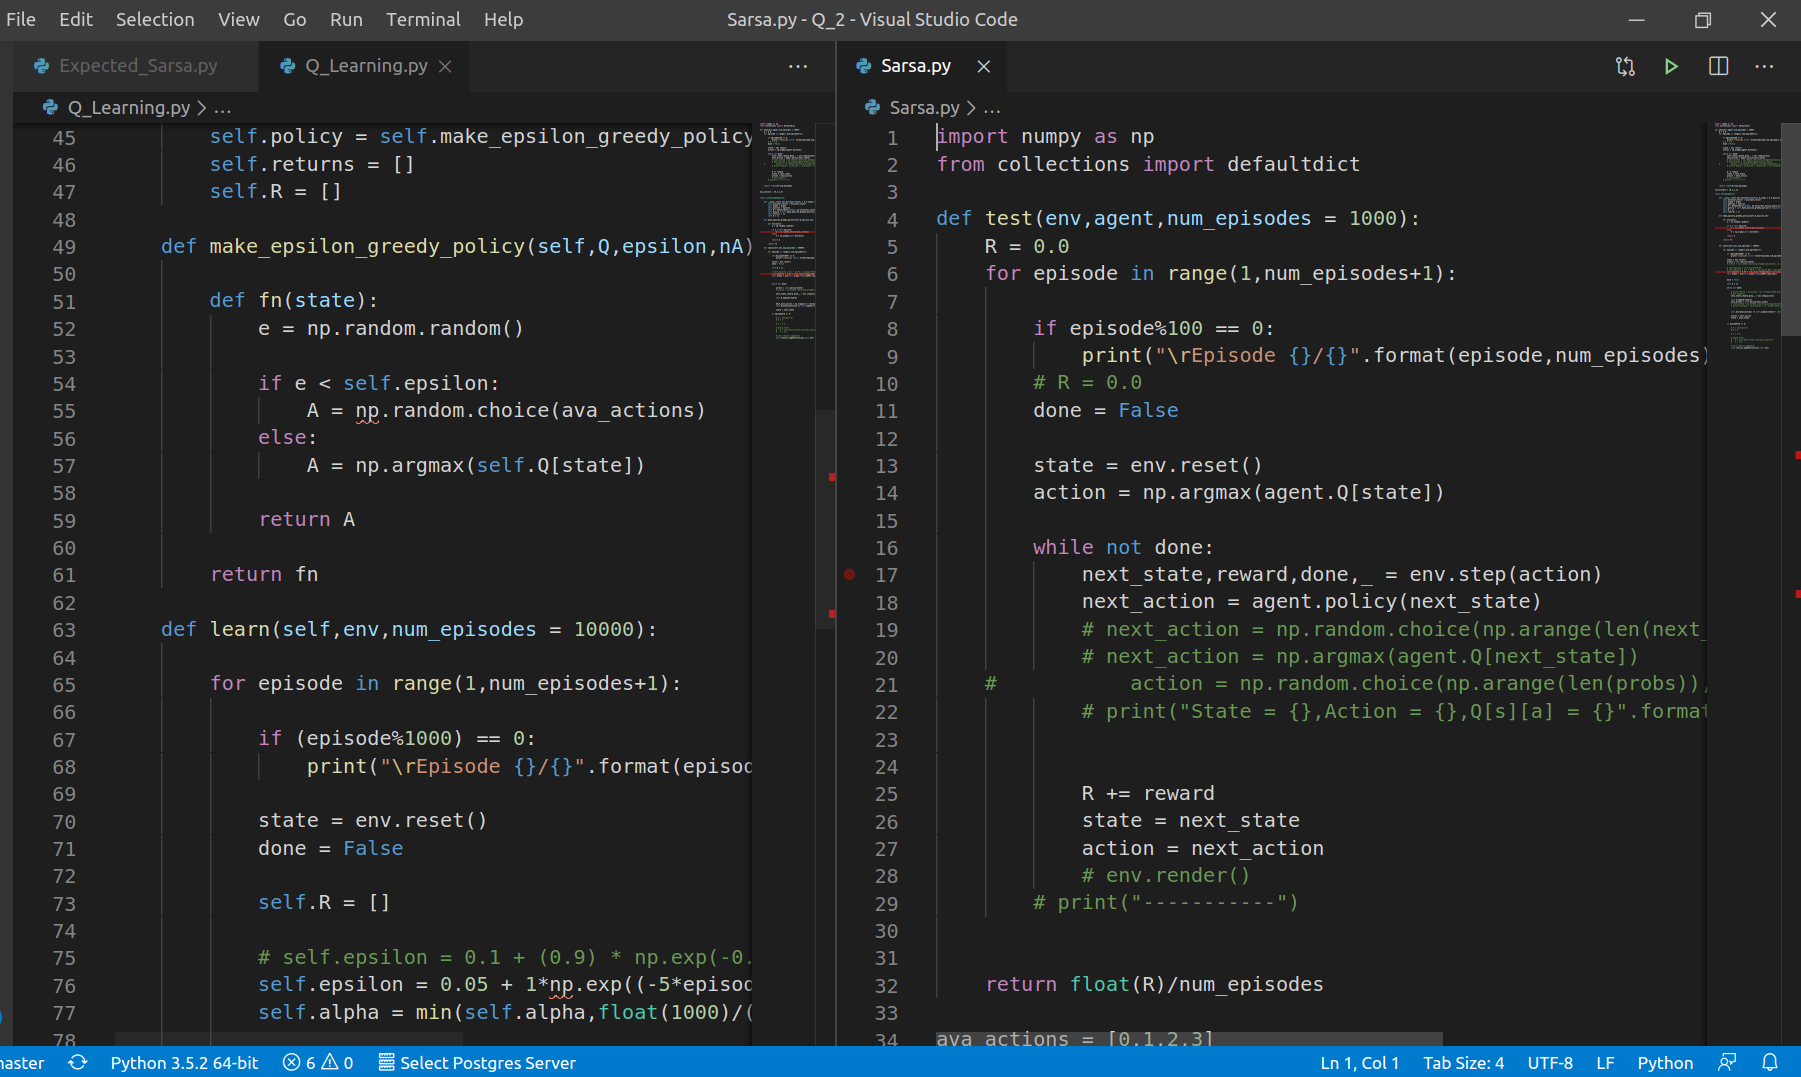 File Edit Selection View Go Run Terminal Help Sarsa.py - Q_2 - Visual Studio Code
Expected_Sarsa.py Q_Learning.py ... 
Q_Learning.py > ...
45 self.policy = self.make_epsilon_greedy_policy
46 self.returns = []
47 self.R = []
48
49 def make_epsilon_greedy_policy(self,Q,epsilon,nA)
50
51 def fn(state):
52 e = np.random.random()
53
54 if e < self.epsilon:
55 A = np.random.choice(ava_actions)
56 else:
57 A = np.argmax(self.Q[state])
58
59 return A
60
61 return fn
62
63 def learn(self,env,num_episodes = 10000):
64
65 for episode in range(1,num_episodes+1):
66
67 if (episode%1000) == 0:
68 print("\rEpisode {}/{}".format(episod
69
70 state = env.reset()
71 done = False
72
73 self.R = []
74
75 # self.epsilon = 0.1 + (0.9) * np.exp(-0.
76 self.epsilon = 0.05 + 1*np.exp((-5*episod
77 self.alpha = min(self.alpha,float(1000)/(
78
Sarsa.py ...
Sarsa.py > ...
1 import numpy as np
2 from collections import defaultdict
3
4 def test(env,agent,num_episodes = 1000):
5 R = 0.0
6 for episode in range(1,num_episodes+1):
7
8 if episode%100 == 0:
9 print("\rEpisode {}/{}".format(episode,num_episodes)
10 # R = 0.0
11 done = False
12
13 state = env.reset()
14 action = np.argmax(agent.Q[state])
15
16 while not done:
17 next_state,reward,done,_ = env.step(action)
18 next_action = agent.policy(next_state)
19 # next_action = np.random.choice(np.arange(len(next_
20 # next_action = np.argmax(agent.Q[next_state])
21 # action = np.random.choice(np.arange(len(probs)),
22 # print("State = {},Action = {},Q[s][a] = {}".format
23
24
25 R += reward
26 state = next_state
27 action = next_action
28 # env.render()
29 # print("-----------")
30
31
32 return float(R)/num_episodes
33
34 ava_actions = [0,1,2,3]
master Python 3.5.2 64-bit 6 0 Select Postgres Server Ln 1, Col 1 Tab Size: 4 UTF-8 LF Python